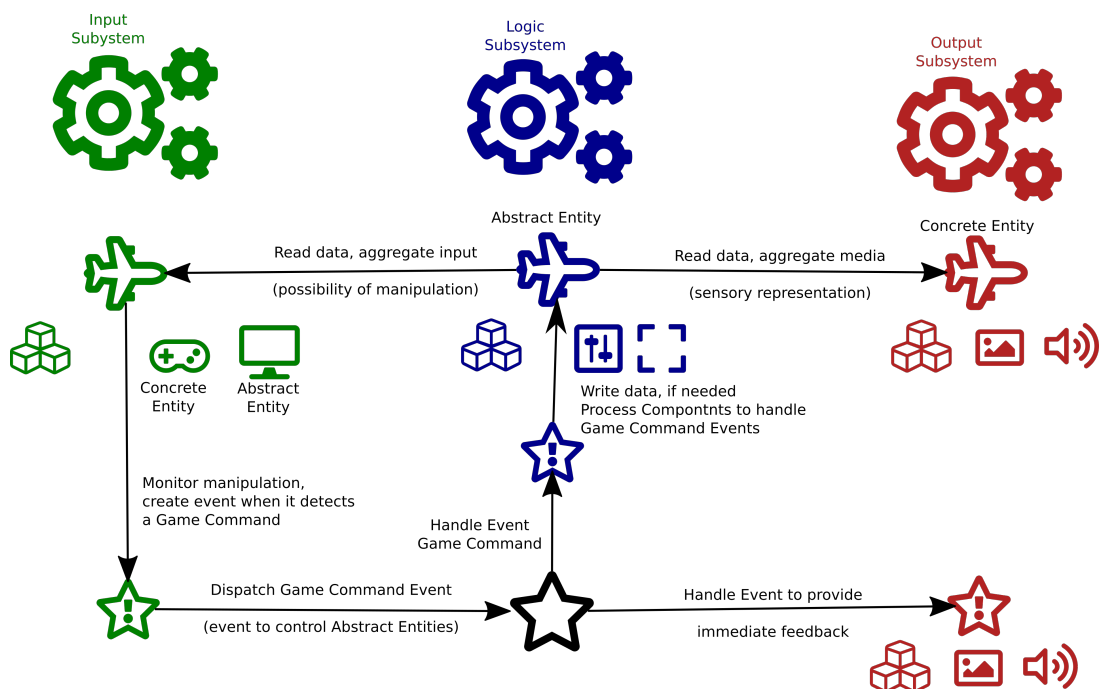 Input
Subystem
Logic
Subsystem
Output
Subsystem
Abstract Entity
Concrete Entity
Read data, aggregate input
(possibility of manipulation)
Read data, aggregate media
(sensory representation)
Concrete
Entity
Abstract
Entity
Write data, if needed
Process Compontnts to handle
Game Command Events
Monitor manipulation,
create event when it detects
a Game Command
Handle Event
Game Command
Dispatch Game Command Event
(event to control Abstract Entities)
Handle Event to provide
immediate feedback